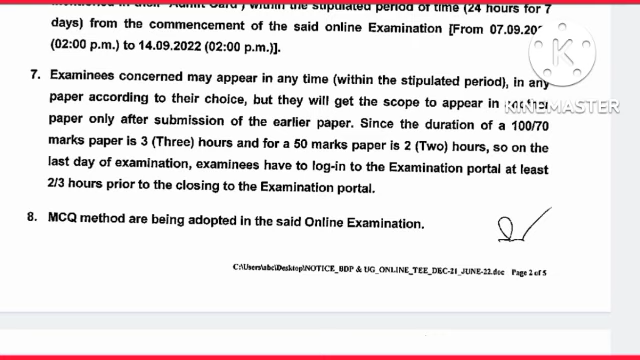 mentioned in their "Admit Card") within the stipulated period of time (24 hours for 7
days) from the commencement of the said online Examination [From 07.09.20
(02:00 p.m.) to 14.09.2022 (02:00 p.m.)].
7. Examinees concerned may appear in any time (within the stipulated period), in any
paper according to their choice, but they will get the scope to appear in another
paper only after submission of the earlier paper. Since the duration of a 100/70
marks paper is 3 (Three) hours and for a 50 marks paper is 2 (Two) hours, so on the
last day of examination, examinees have to log-in to the Examination portal at least
2/3 hours prior to the closing to the Examination portal.
8. MCQ method are being adopted in the said Online Examination.
C:\Users\abc\Desktop\NOTICE_BDP & UG_ONLINE_TEE_DEC-21_JUNE-22.doc Page 2 of 5
K
KINEMASTER